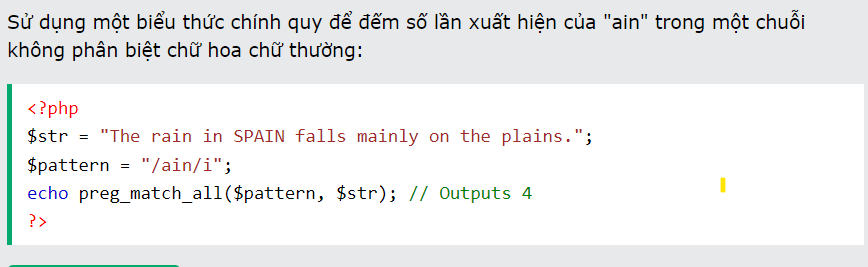 Sử dụng một biểu thức chính quy để đếm số lần xuất hiện của "ain" trong một chuỗi
không phân biệt chữ hoa chữ thường:
<?php
$str = "The rain in SPAIN falls mainly on the plains.";
$pattern = "/ain/i";
echo preg_match_all($pattern, $str); // Outputs 4
?>